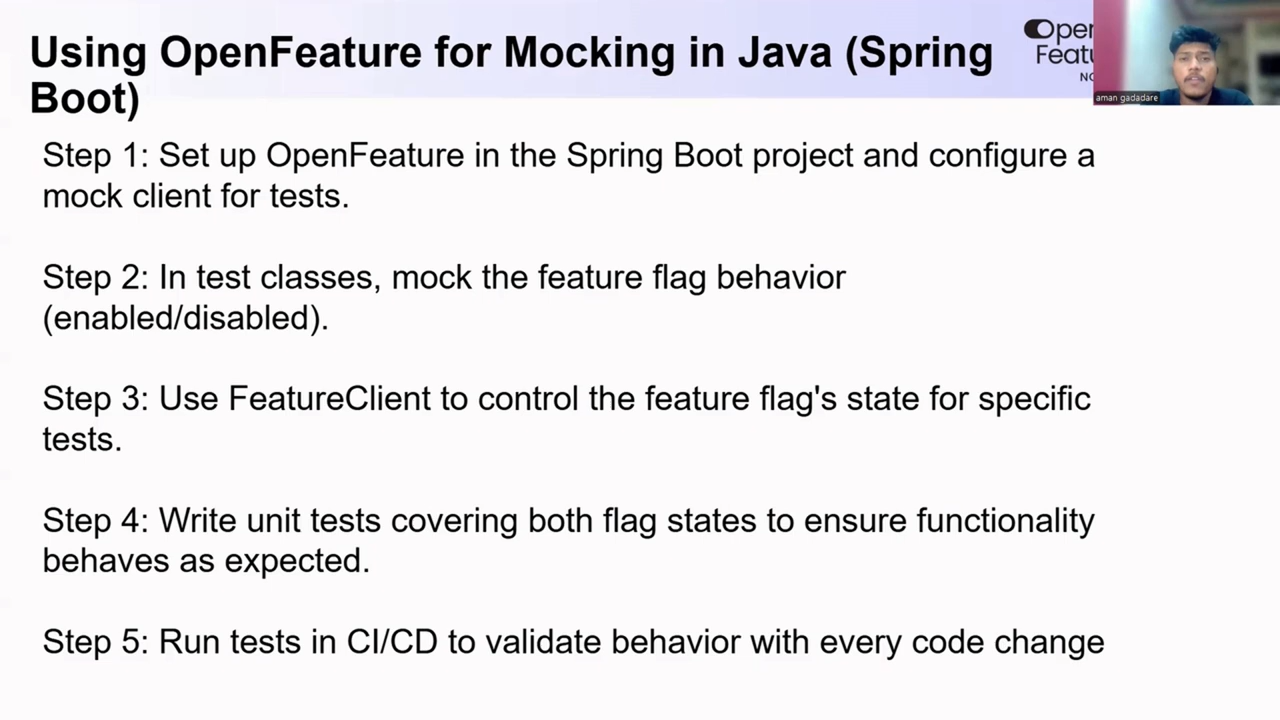 Using OpenFeature for Mocking in Java (Spring
Boot)
Open
Featu
NO
aman gadadare
Step 1: Set up OpenFeature in the Spring Boot project and configure a
mock client for tests.
Step 2: In test classes, mock the feature flag behavior
(enabled/disabled).
Step 3: Use FeatureClient to control the feature flag's state for specific
tests.
Step 4: Write unit tests covering both flag states to ensure functionality
behaves as expected.
Step 5: Run tests in CI/CD to validate behavior with every code change